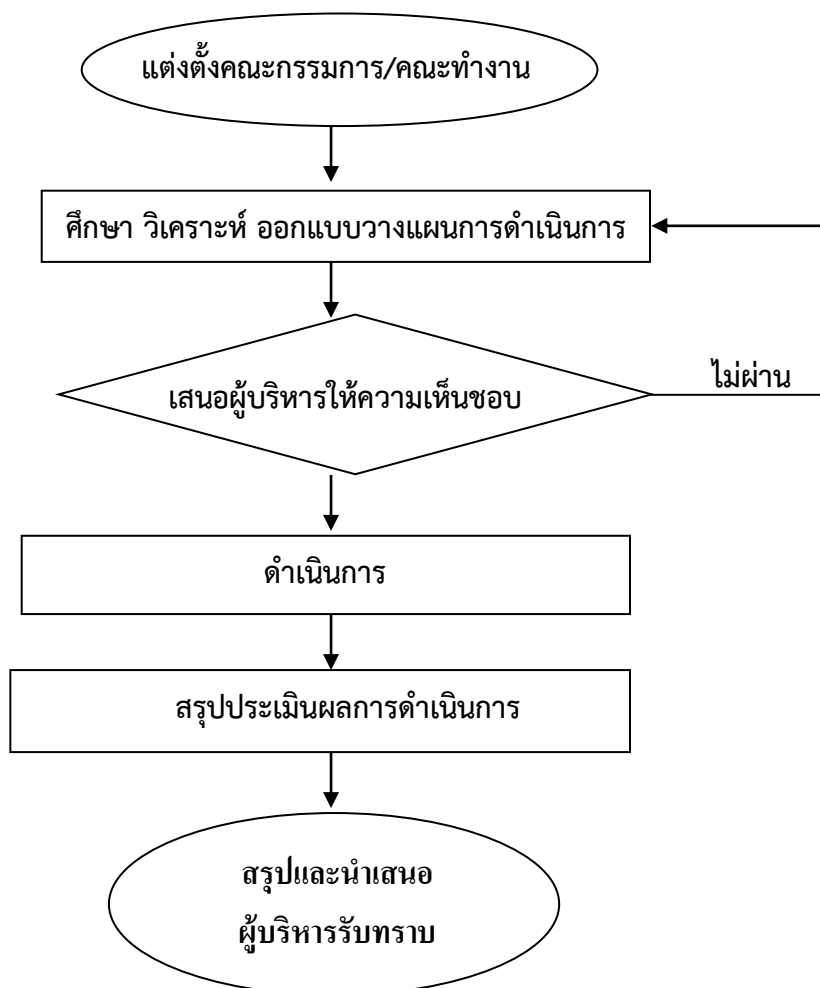 แต่งตั้งคณะกรรมการ/คณะทำงาน
ศึกษา วิเคราะห์ ออกแบบวางแผนการดำเนินการ
เสนอผู้บริหารให้ความเห็นชอบ
ไม่ผ่าน
ดำเนินการ
สรุปประเมินผลการดำเนินการ
สรุปและนำเสนอ
ผู้บริหารรับทราบ